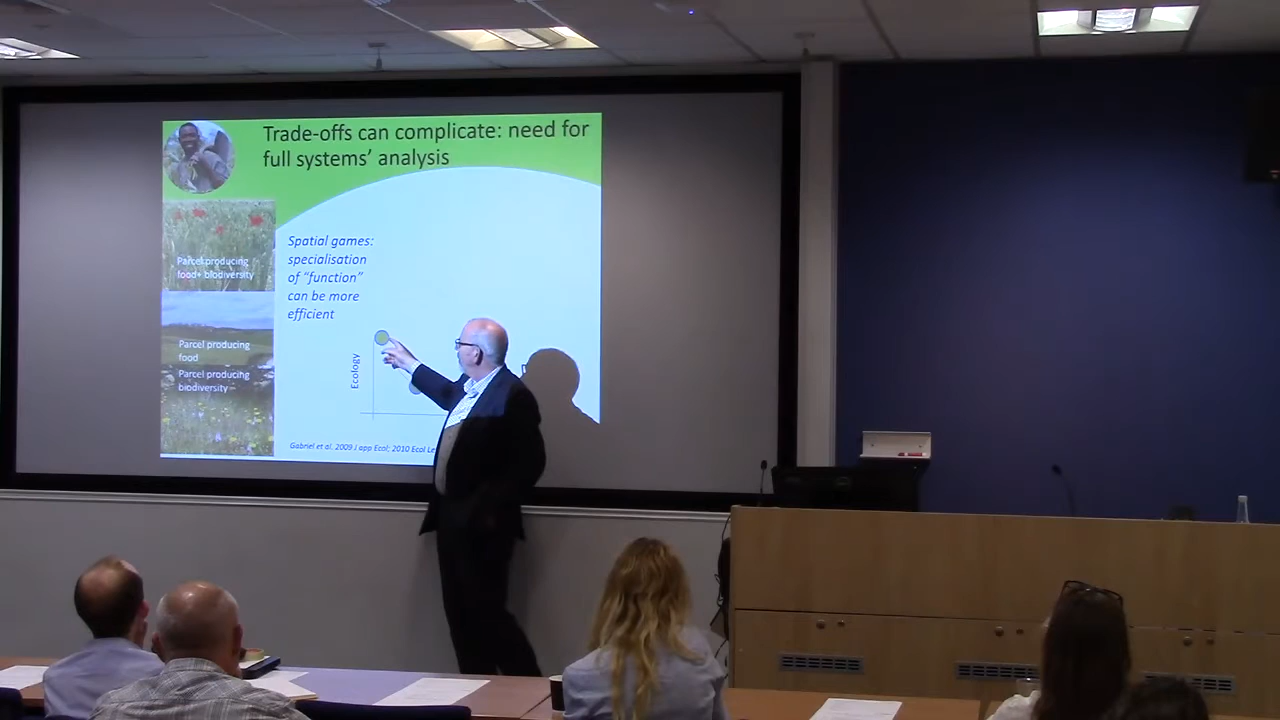 Trade-offs can complicate: need for
full systems’ analysis
Parcel producing
food+ biodiversity
Parcel producing
food
Parcel producing
biodiversity
Spatial games:
specialisation
of “function”
can be more
efficient
Ecology
Gabriel et al. 2009 J app Ecol; 2010 Ecol Le